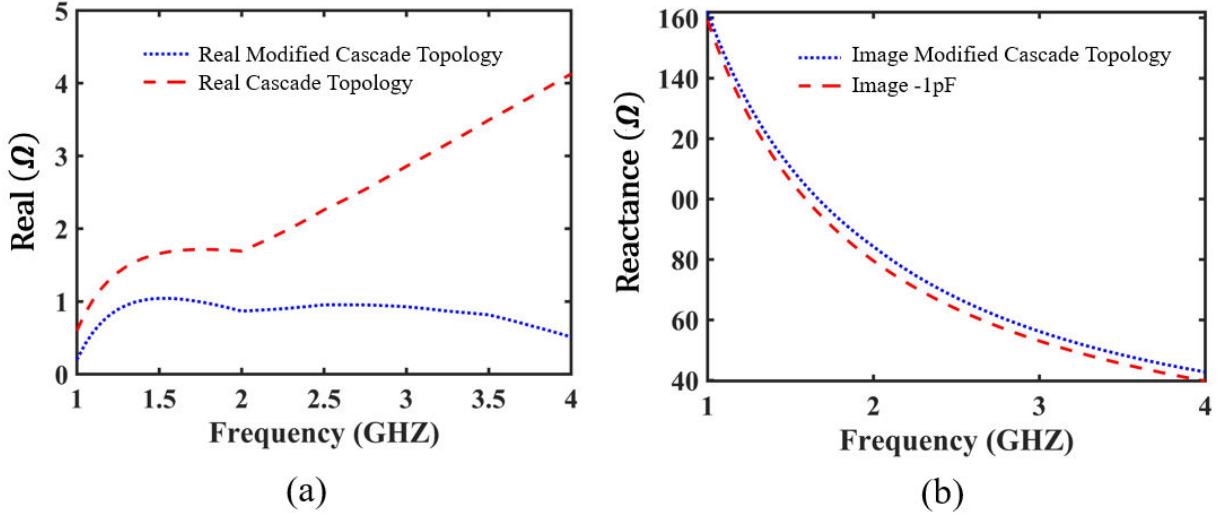 5
4
3
2
1
0
Real (Ω)
Real Modified Cascade Topology
Real Cascade Topology
1 1.5 2 2.5 3 3.5 4
Frequency (GHZ)
(a)
160
140
20
00
80
60
40
Reactance (Ω)
Image Modified Cascade Topology
Image -1pF
1 2 3 4
Frequency (GHZ)
(b)